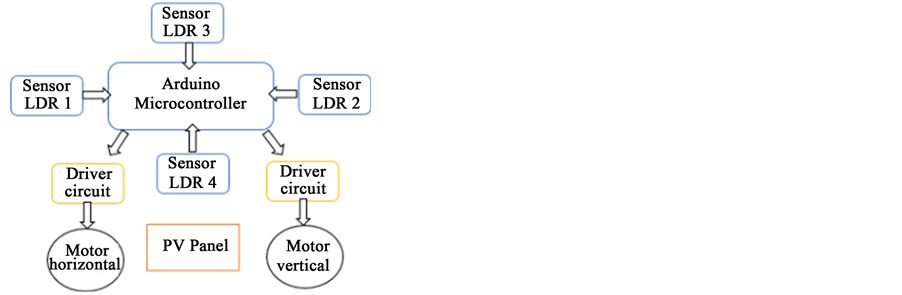 Sensor
LDR 3
Sensor
LDR 1
Arduino
Microcontroller
Sensor
LDR 2
Sensor
LDR 4
Driver
circuit
Driver
circuit
Motor
horizontal
PV Panel
Motor
vertical